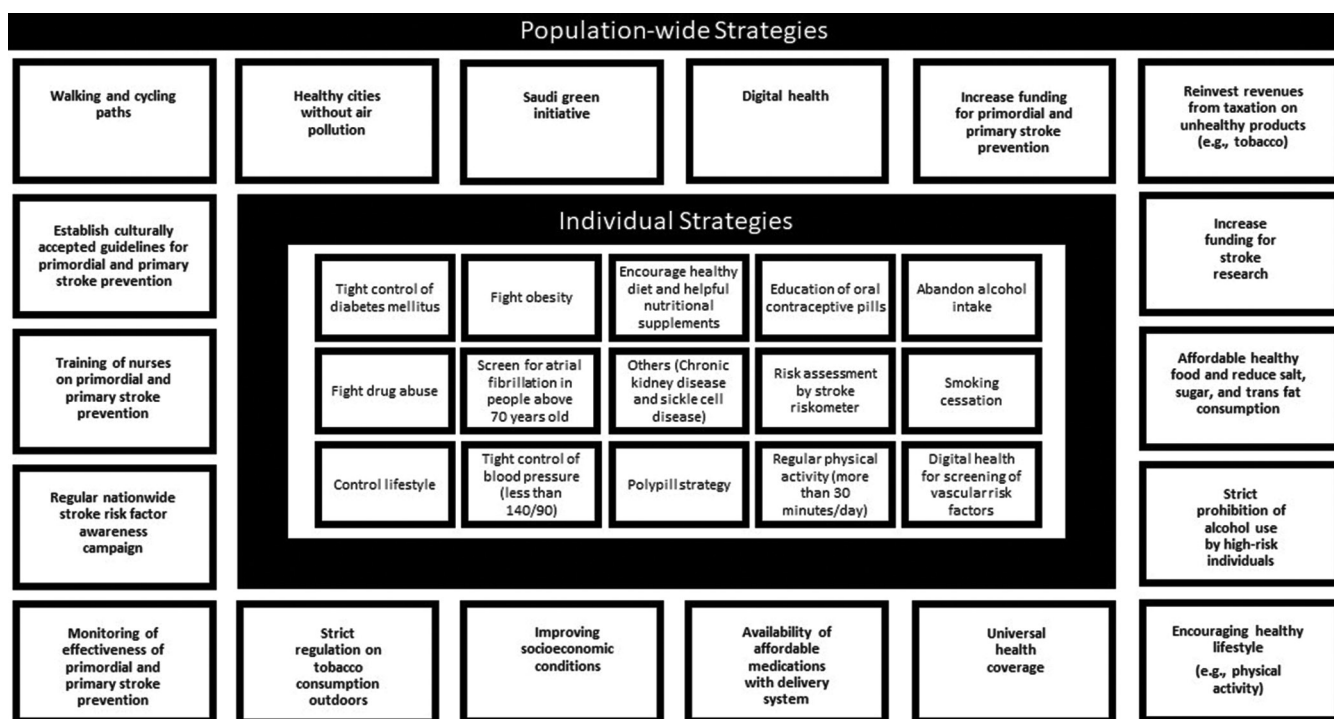 Population-wide Strategies
Walking and cycling
paths
Healthy cities
without air
pollution
Saudi green
initiative
Digital health
Increase funding
for primordial and
primary stroke
prevention
Reinvest revenues
from taxation on
unhealthy products
(e.g., tobacco)
Establish culturally
accepted guidelines for
primordial and primary
stroke prevention
Training of nurses
on primordial and
primary stroke
prevention
Regular nationwide
stroke risk factor
awareness
campaign
Individual Strategies
Tight control of
diabetes mellitus
Fight obesity
Encourage healthy
diet and helpful
nutritional
supplements
Education of oral
contraceptive pills
Abandon alcohol
intake
Fight drug abuse
Screen for atrial
fibrillation in
people above
70 years old
Others (Chronic
kidney disease
and sickle cell
disease)
Risk assessment
by stroke
riskometer
Smoking
cessation
Control lifestyle
Tight control of
blood pressure
(less than
140/90)
Polypill strategy
Regular physical
activity (more
than 30
minutes/day)
Digital health
for screening of
vascular risk
factors
Increase
funding for
stroke
research
Affordable healthy
food and reduce salt,
sugar, and trans fat
consumption
Strict
prohibition of
alcohol use
by high-risk
individuals
Monitoring of
effectiveness of
primordial and
primary stroke
prevention
Strict
regulation on
tobacco
consumption
outdoors
Improving
socioeconomic
conditions
Availability of
affordable
medications
with delivery
system
Universal
health
coverage
Encouraging healthy
lifestyle
(e.g., physical
activity)